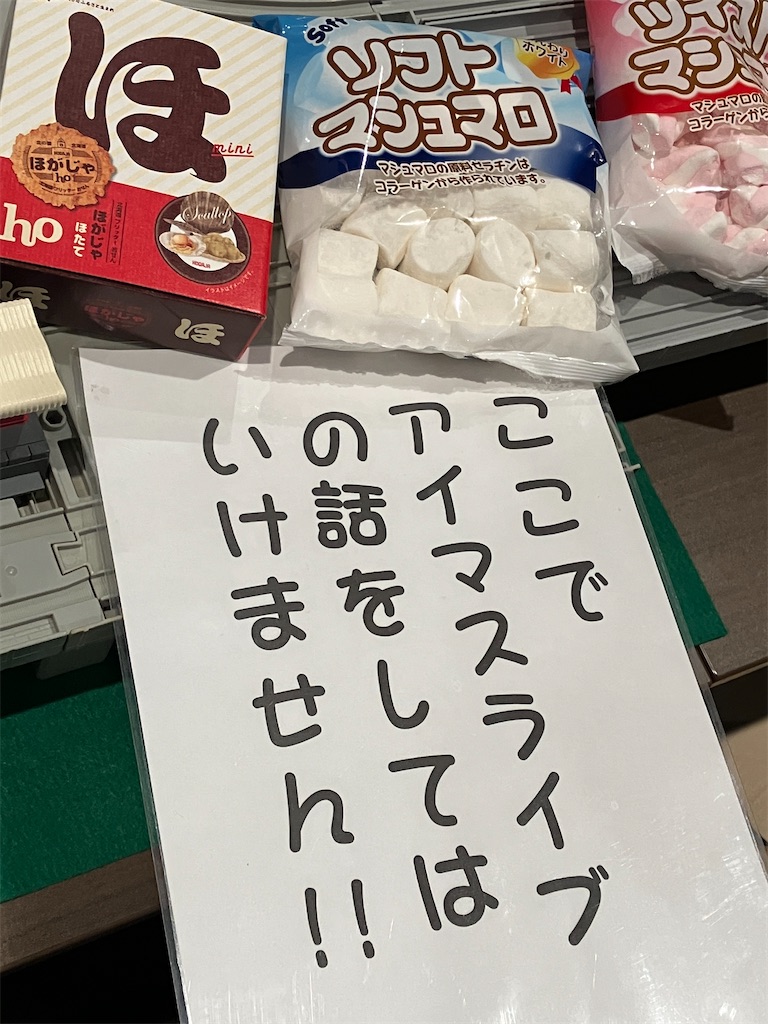 ほ
mini
ほがじゃ
ho
ほがじゃ
ほたて
ho
Scallop
HODAJA
ほ
Soft
ソフト
マシュマロ
マシュマロの原料ゼラチンは
コラーゲンから作られています。
マシュマロの
コラーゲンから
ここで
アイマスライブ
の話をしては
いけません!!